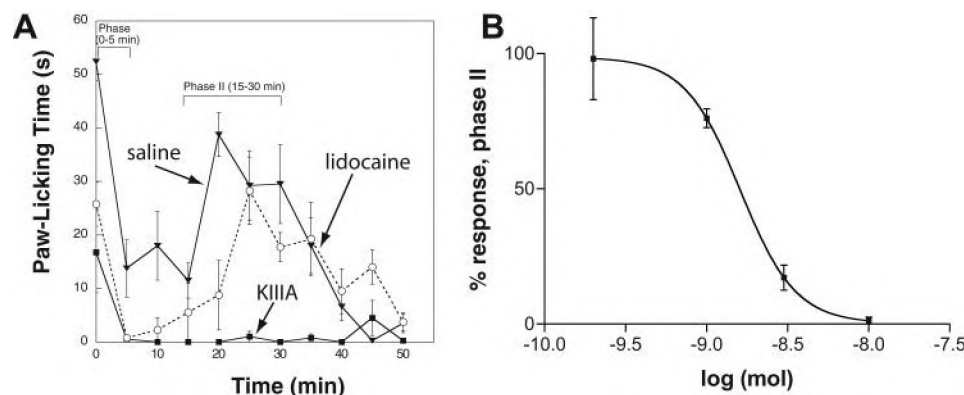 A
Phase
(0-5 min)
Phase II (15-30 min)
saline
lidocaine
KIIIA
Paw-Licking Time (s)
60
50
40
30
20
10
0
0
10
20
30
40
50
Time (min)
B
% response, phase II
100
50
0
-10.0
-9.5
-9.0
-8.5
-8.0
-7.5
log (mol)